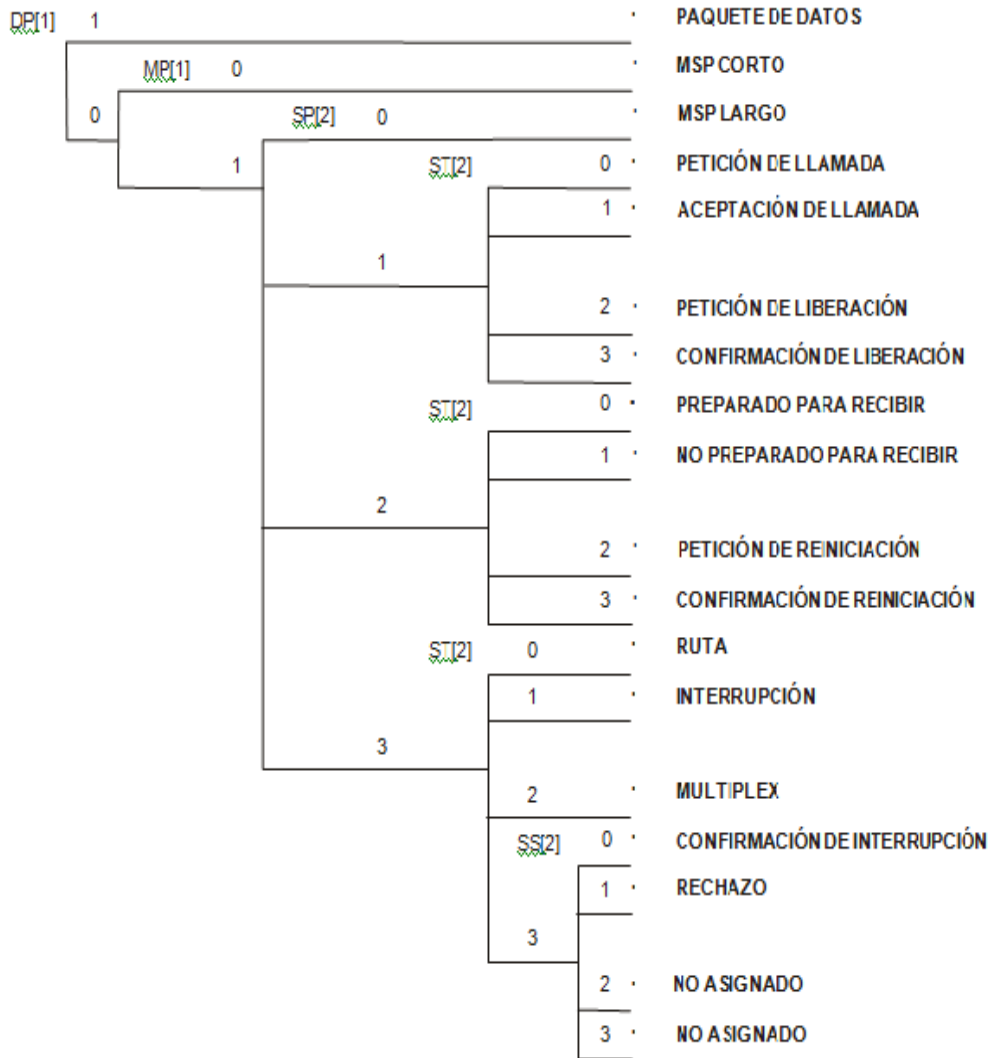 DP[1] 1 PAQUETE DE DATOS
MP[1] 0 MSP CORTO
0 SP[2] 0 MSP LARGO
1 ST[2] 0 PETICIÓN DE LLAMADA
1 ACEPTACIÓN DE LLAMADA
1
2 PETICIÓN DE LIBERACIÓN
3 CONFIRMACIÓN DE LIBERACIÓN
ST[2] 0 PREPARADO PARA RECIBIR
1 NO PREPARADO PARA RECIBIR
2
2 PETICIÓN DE REINICIACIÓN
3 CONFIRMACIÓN DE REINICIACIÓN
ST[2] 0 RUTA
1 INTERRUPCIÓN
3
2 MULTIPLEX
SS[2] 0 CONFIRMACIÓN DE INTERRUPCIÓN
1 RECHAZO
3
2 NO ASIGNADO
3 NO ASIGNADO